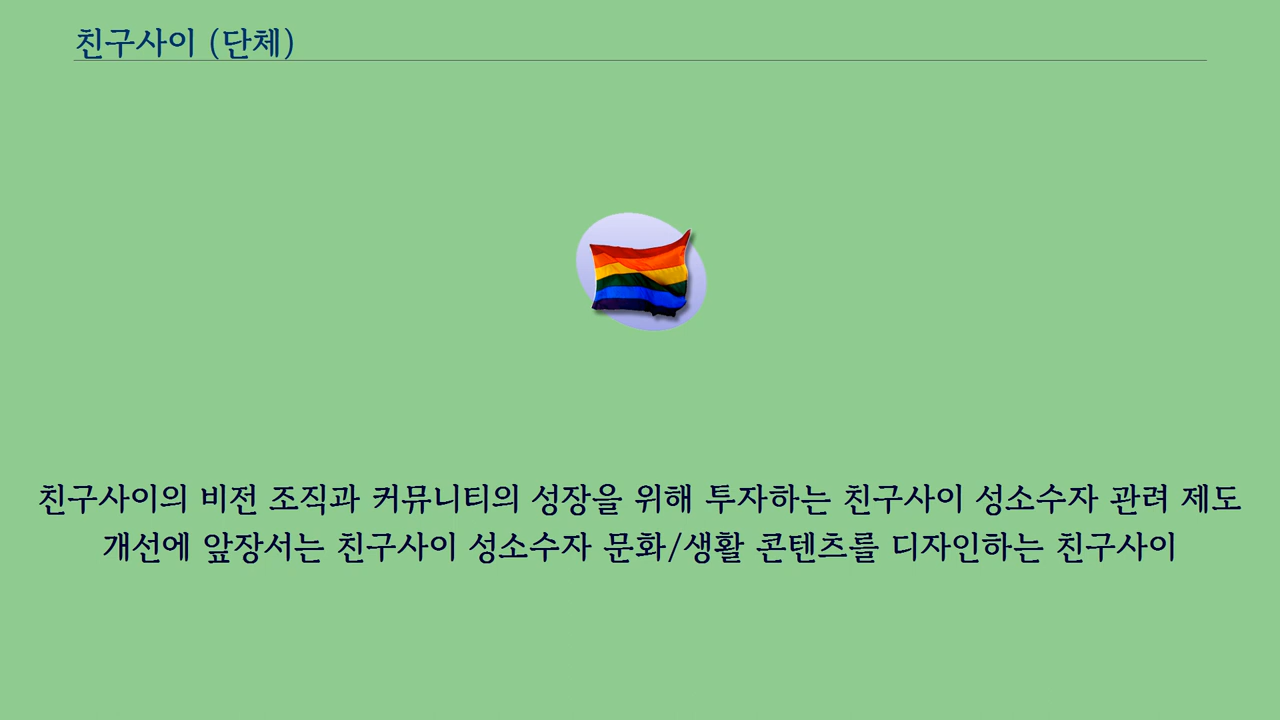 친구사이 (단체)
친구사이의 비전 조직과 커뮤니티의 성장을 위해 투자하는 친구사이 성소수자 관려 제도
개선에 앞장서는 친구사이 성소수자 문화/생활 콘텐츠를 디자인하는 친구사이